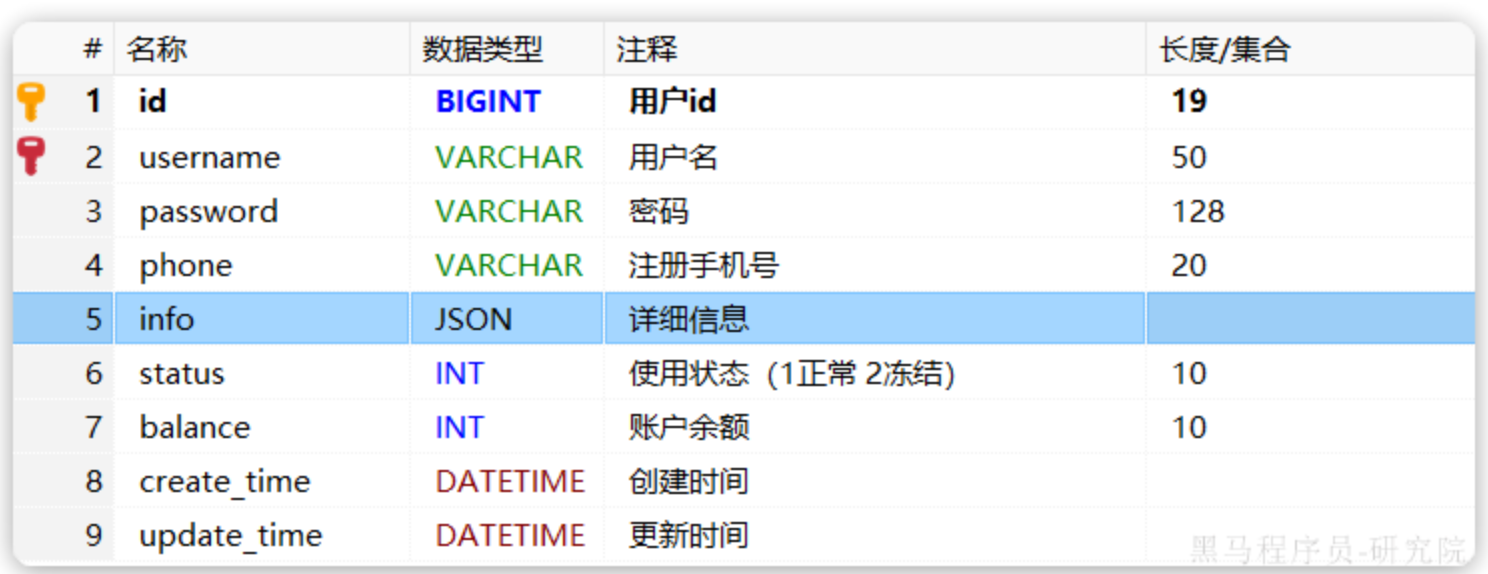 # 名称 数据类型 注释 长度/集合
1 id BIGINT 用户id 19
2 username VARCHAR 用户名 50
3 password VARCHAR 密码 128
4 phone VARCHAR 注册手机号 20
5 info JSON 详细信息
6 status INT 使用状态（1正常 2冻结) 10
7 balance INT 账户余额 10
8 create_time DATETIME 创建时间
9 update_time DATETIME 更新时间
黑马程序员-研究院